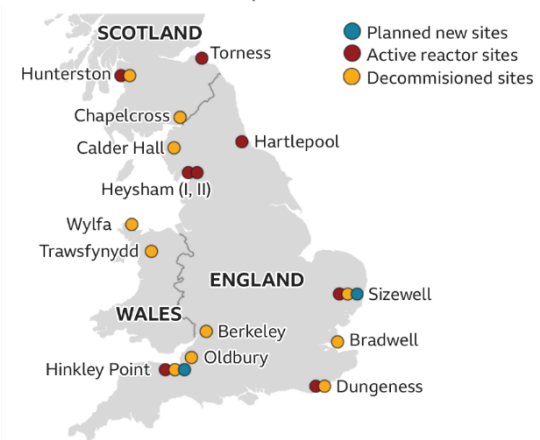 SCOTLAND
Torness
Hunterston
Chapelcross
Calder Hall
Hartlepool
Heysham (I, II)
Wylfa
Trawsfynydd
ENGLAND
Sizewell
WALES
Berkeley
Bradwell
Oldbury
Hinkley Point
Dungeness
Planned new sites
Active reactor sites
Decommisioned sites